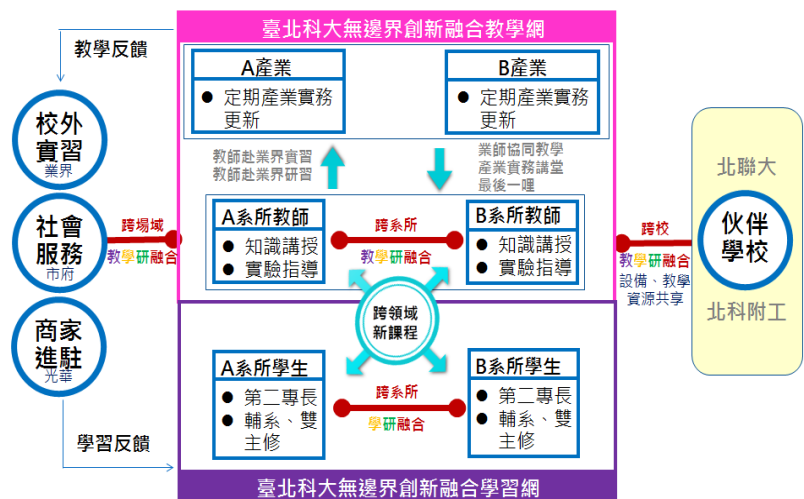 臺北科大無邊界創新融合教學網
教學反饋
A產業
● 定期產業實務
更新
B產業
● 定期產業實務
更新
校外
實習
業界
教師赴業界實習
教師赴業界研習
業師協同教學
產業實務講堂
最後一哩
北聯大
社會
服務
市府
跨場域
教學研融合
A系所教師
● 知識講授
● 實驗指導
跨系所
教學研融合
B系所教師
● 知識講授
● 實驗指導
跨校
教學研融合
設備、教學
資源共享
伙伴
學校
北科附工
跨領域
新課程
商家
進駐
光華
A系所學生
● 第二專長
● 輔系、雙
主修
跨系所
學研融合
B系所學生
● 第二專長
● 輔系、雙
主修
學習反饋
臺北科大無邊界創新融合學習網